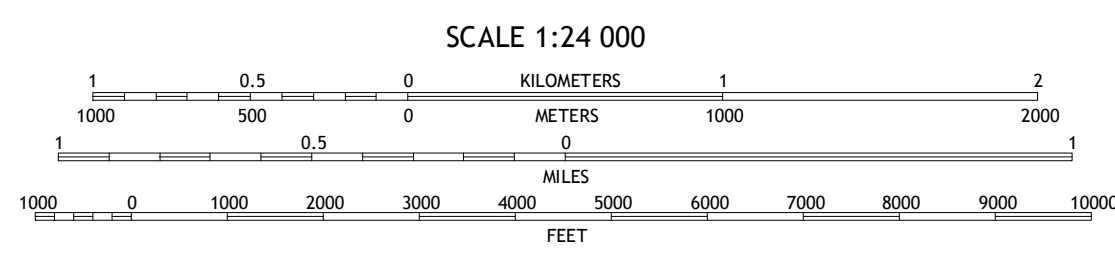 SCALE 1:24 000
1 0.5 0 KILOMETERS 1 2
1000 500 0 METERS 1000 2000
1 0.5 0 1
MILES
1000 0 1000 2000 3000 4000 5000 6000 7000 8000 9000 10000
FEET